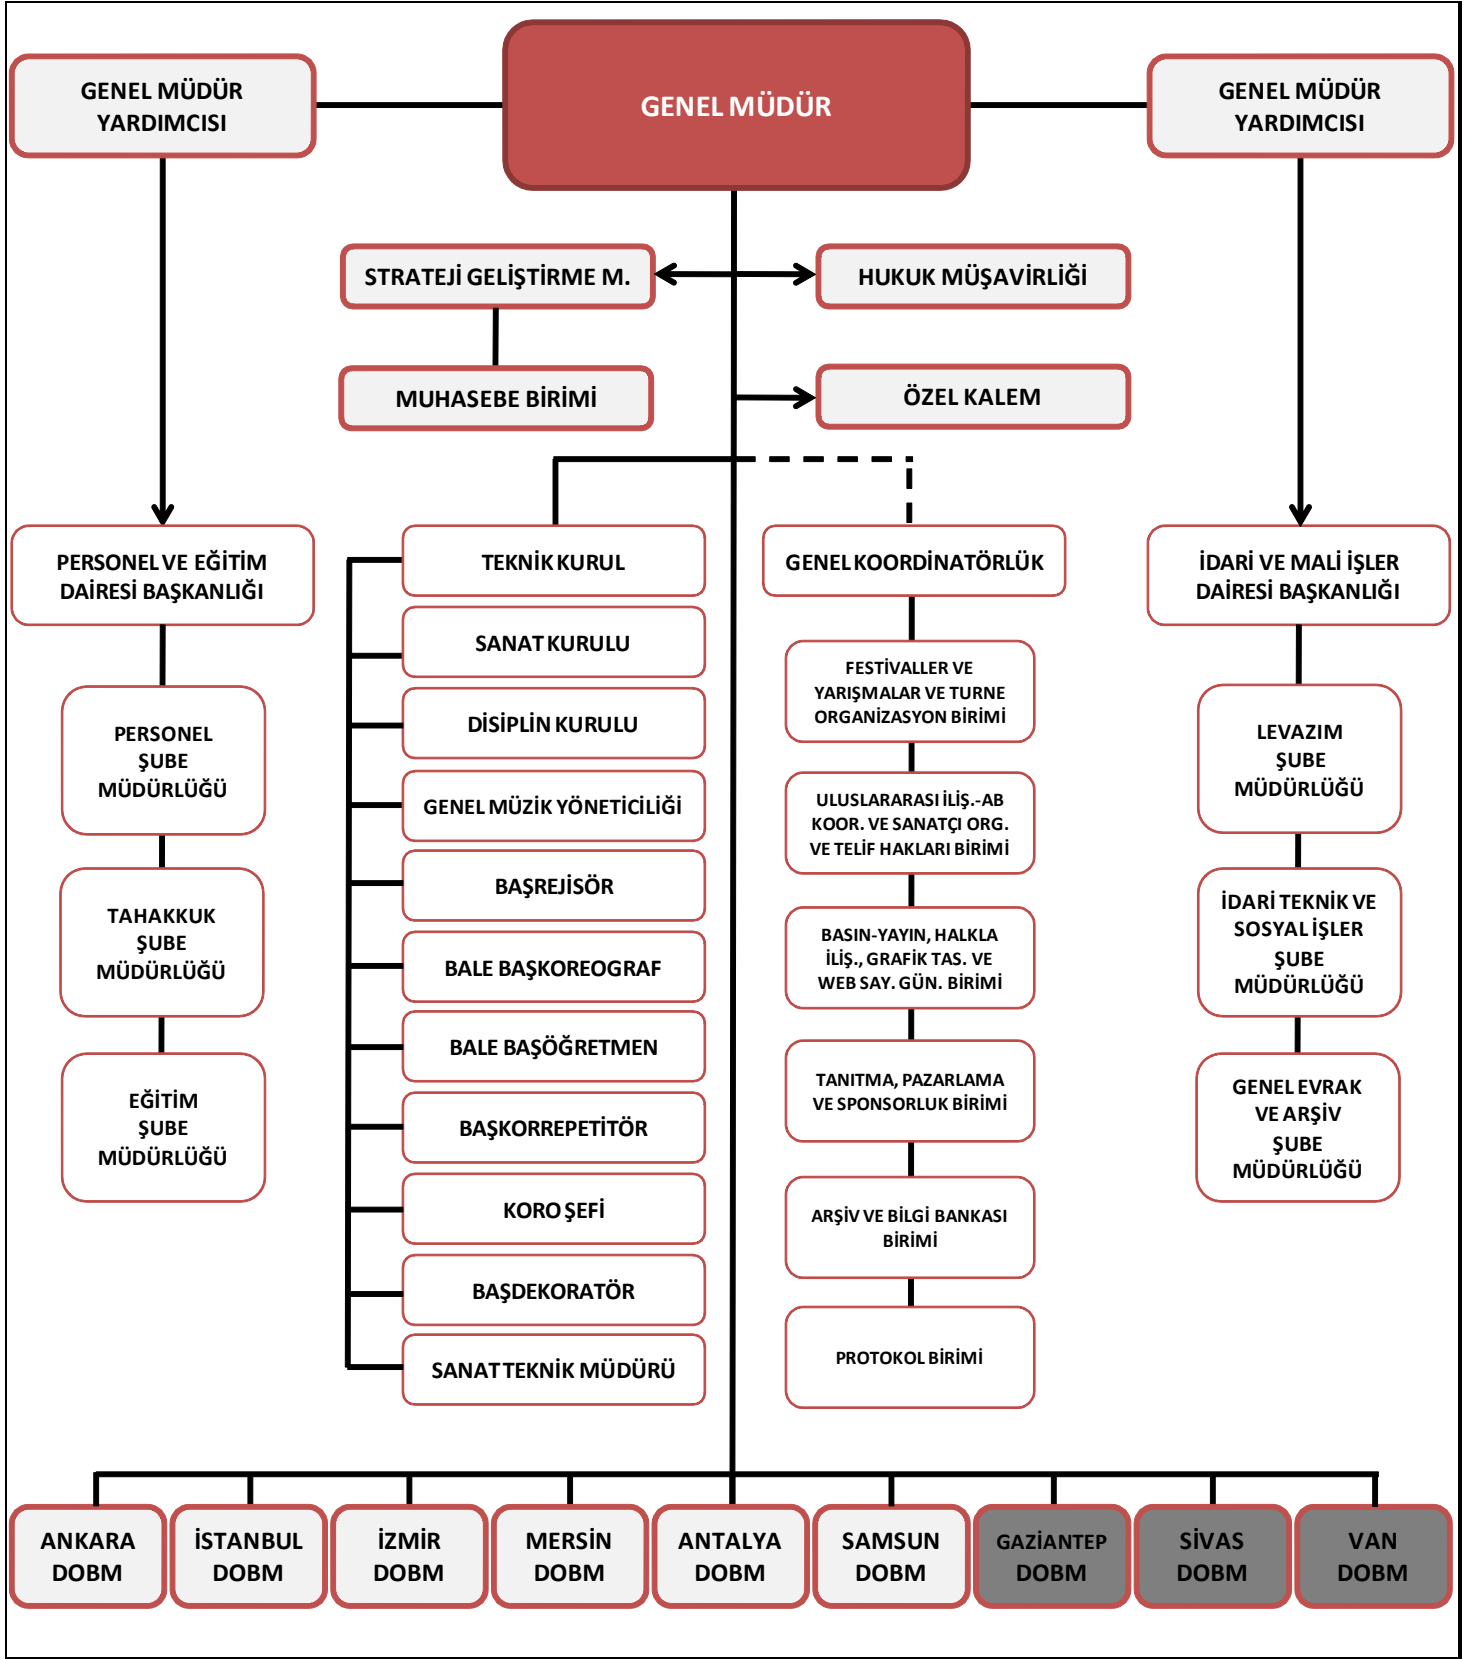 GENEL MÜDÜR
YARDIMCISI
GENEL MÜDÜR
GENEL MÜDÜR
YARDIMCISI
STRATEJİ GELİŞTİRME M.
HUKUK MÜŞAVİRLİĞİ
MUHASEBE BİRİMİ
ÖZEL KALEM
PERSONEL VE EĞİTİM
DAİRESİ BAŞKANLIĞI
PERSONEL
ŞUBE
MÜDÜRLÜĞÜ
TAHAKKUK
ŞUBE
MÜDÜRLÜĞÜ
EĞİTİM
ŞUBE
MÜDÜRLÜĞÜ
TEKNİK KURUL
SANAT KURULU
DİSİPLİN KURULU
GENEL MÜZİK YÖNETİCİLİĞİ
BAŞREJİSÖR
BALE BAŞKOREOGRAF
BALE BAŞÖĞRETMEN
BAŞKORREPETİTÖR
KORO ŞEFİ
BAŞDEKORATÖR
SANAT TEKNİK MÜDÜRÜ
GENEL KOORDİNATÖRLÜK
FESTİVALLER VE
YARIŞMALAR VE TURNE
ORGANİZASYON BİRİMİ
ULUSLARARASI İLİŞ.-AB
KOOR. VE SANATÇI ORG.
VE TELİF HAKLARI BİRİMİ
BASIN-YAYIN, HALKLA
İLİŞ., GRAFİK TAS. VE
WEB SAY. GÜN. BİRİMİ
TANITMA, PAZARLAMA
VE SPONSORLUK BİRİMİ
ARŞİV VE BİLGİ BANKASI
BİRİMİ
PROTOKOL BİRİMİ
İDARİ VE MALİ İŞLER
DAİRESİ BAŞKANLIĞI
LEVAZIM
ŞUBE
MÜDÜRLÜĞÜ
İDARİ TEKNİK VE
SOSYAL İŞLER
ŞUBE
MÜDÜRLÜĞÜ
GENEL EVRAK
VE ARŞİV
ŞUBE
MÜDÜRLÜĞÜ
ANKARA
DOBM
İSTANBUL
DOBM
İZMİR
DOBM
MERSİN
DOBM
ANTALYA
DOBM
SAMSUN
DOBM
GAZİANTEP
DOBM
SİVAS
DOBM
VAN
DOBM